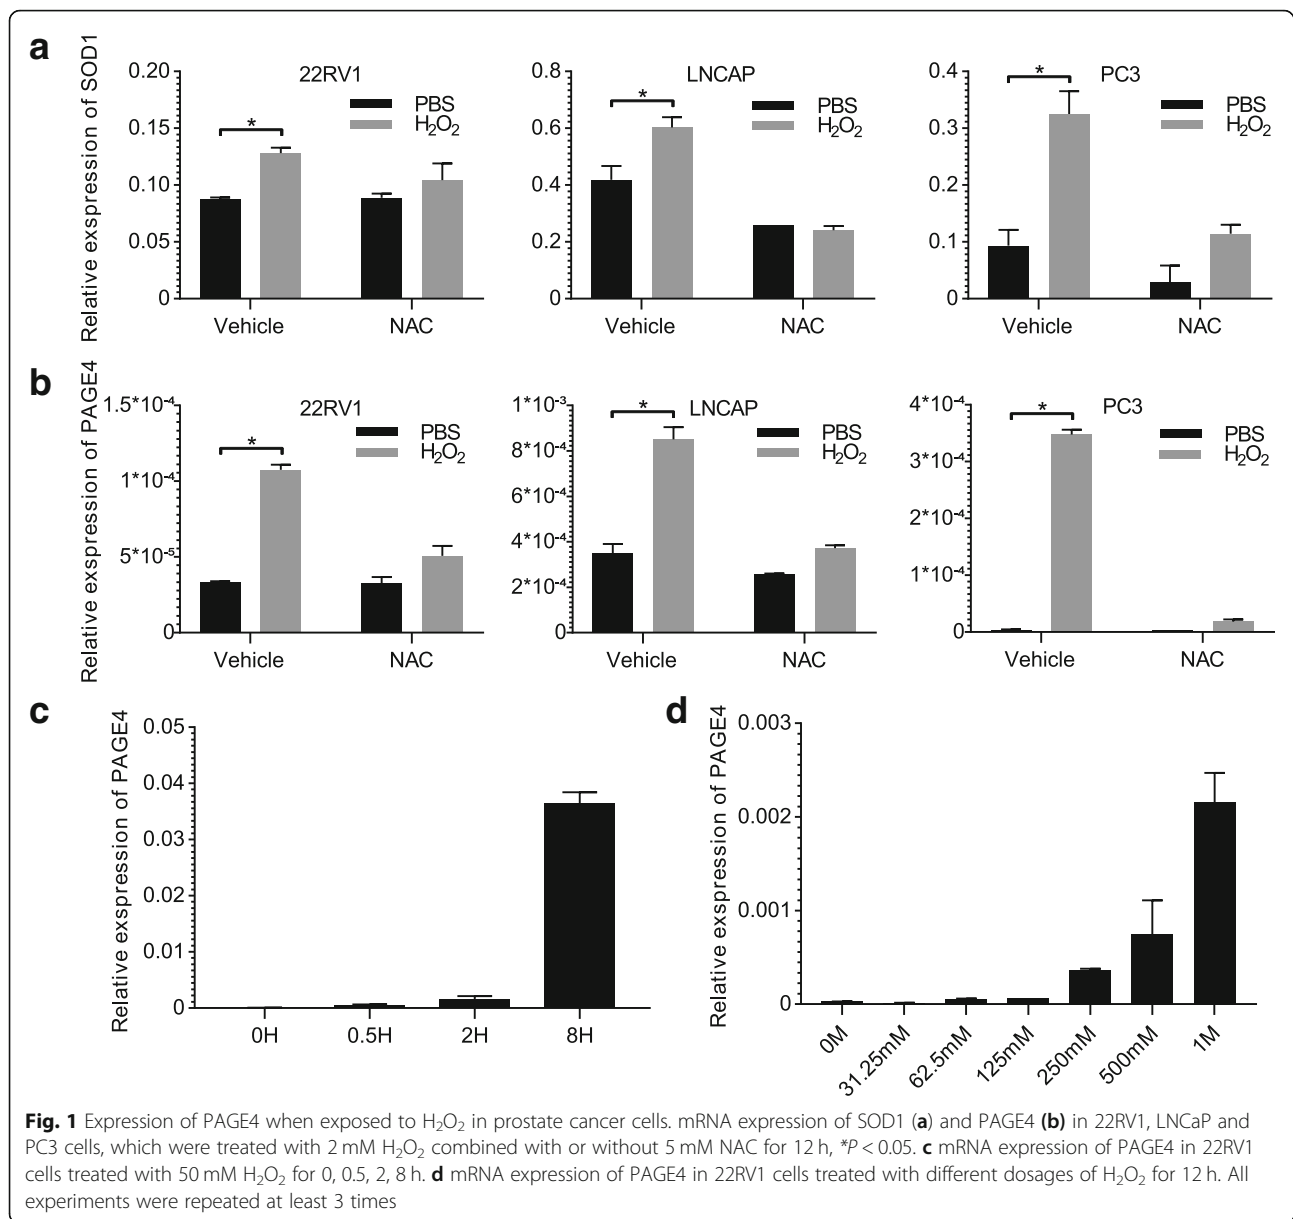 a
Relative exspression of SOD1
22RV1
PBS
H₂O₂
0.20
0.15
0.10
0.05
0
*
Vehicle
NAC
LNCAP
PBS
H₂O₂
0.8
0.6
0.4
0.2
0
*
Vehicle
NAC
PC3
PBS
H₂O₂
0.4
0.3
0.2
0.1
0
*
Vehicle
NAC
b
Relative exspression of PAGE4
22RV1
PBS
H₂O₂
1.5*10-4
1*10-4
5*10-5
0
*
Vehicle
NAC
LNCAP
PBS
H₂O₂
1*10-3
8*10-4
6*10-4
4*10-4
2*10-4
0
*
Vehicle
NAC
PC3
PBS
H₂O₂
4*10-4
3*10-4
2*10-4
1*10-4
0
*
Vehicle
NAC
c
Relative exspression of PAGE4
0.05
0.04
0.03
0.02
0.01
0
0H
0.5H
2H
8H
d
Relative exspression of PAGE4
0.003
0.002
0.001
0
0M
31.25mM
62.5mM
125mM
250mM
500mM
1M
Fig. 1 Expression of PAGE4 when exposed to H₂O₂ in prostate cancer cells. mRNA expression of SOD1 (a) and PAGE4 (b) in 22RV1, LNCaP and
PC3 cells, which were treated with 2 mM H₂O₂ combined with or without 5 mM NAC for 12 h, *P < 0.05. c mRNA expression of PAGE4 in 22RV1
cells treated with 50 mM H₂O₂ for 0, 0.5, 2, 8 h. d mRNA expression of PAGE4 in 22RV1 cells treated with different dosages of H₂O₂ for 12 h. All
experiments were repeated at least 3 times